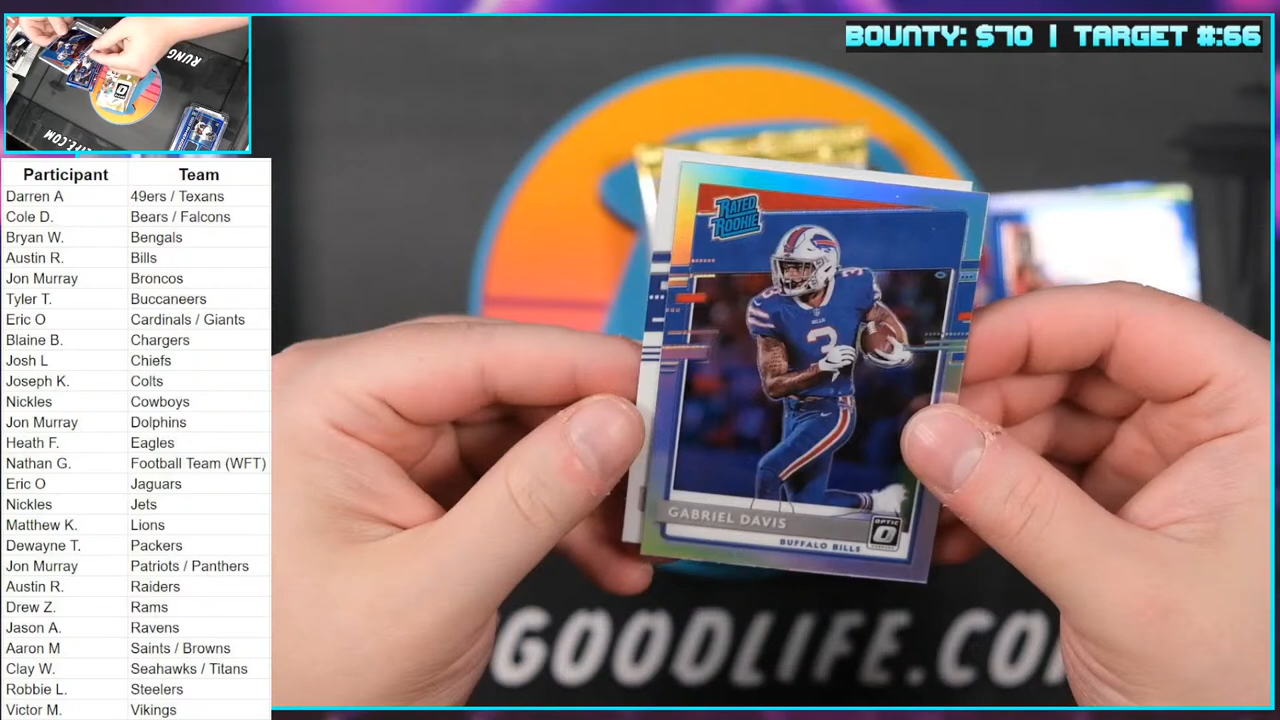 BOUNTY: $70 | TARGET #:66
RUNG
.COM
Participant Team
Darren A 49ers / Texans
Cole D. Bears / Falcons
Bryan W. Bengals
Austin R. Bills
Jon Murray Broncos
Tyler T. Buccaneers
Eric O Cardinals / Giants
Blaine B. Chargers
Josh L Chiefs
Joseph K. Colts
Nickles Cowboys
Jon Murray Dolphins
Heath F. Eagles
Nathan G. Football Team (WFT)
Eric O Jaguars
Nickles Jets
Matthew K. Lions
Dewayne T. Packers
Jon Murray Patriots / Panthers
Austin R. Raiders
Drew Z. Rams
Jason A. Ravens
Aaron M Saints / Browns
Clay W. Seahawks / Titans
Robbie L. Steelers
Victor M. Vikings
RATED
ROOKIE
BILLS
3
3
GABRIEL DAVIS
OPTIC
BUFFALO BILLS
GOODLIFE.CO